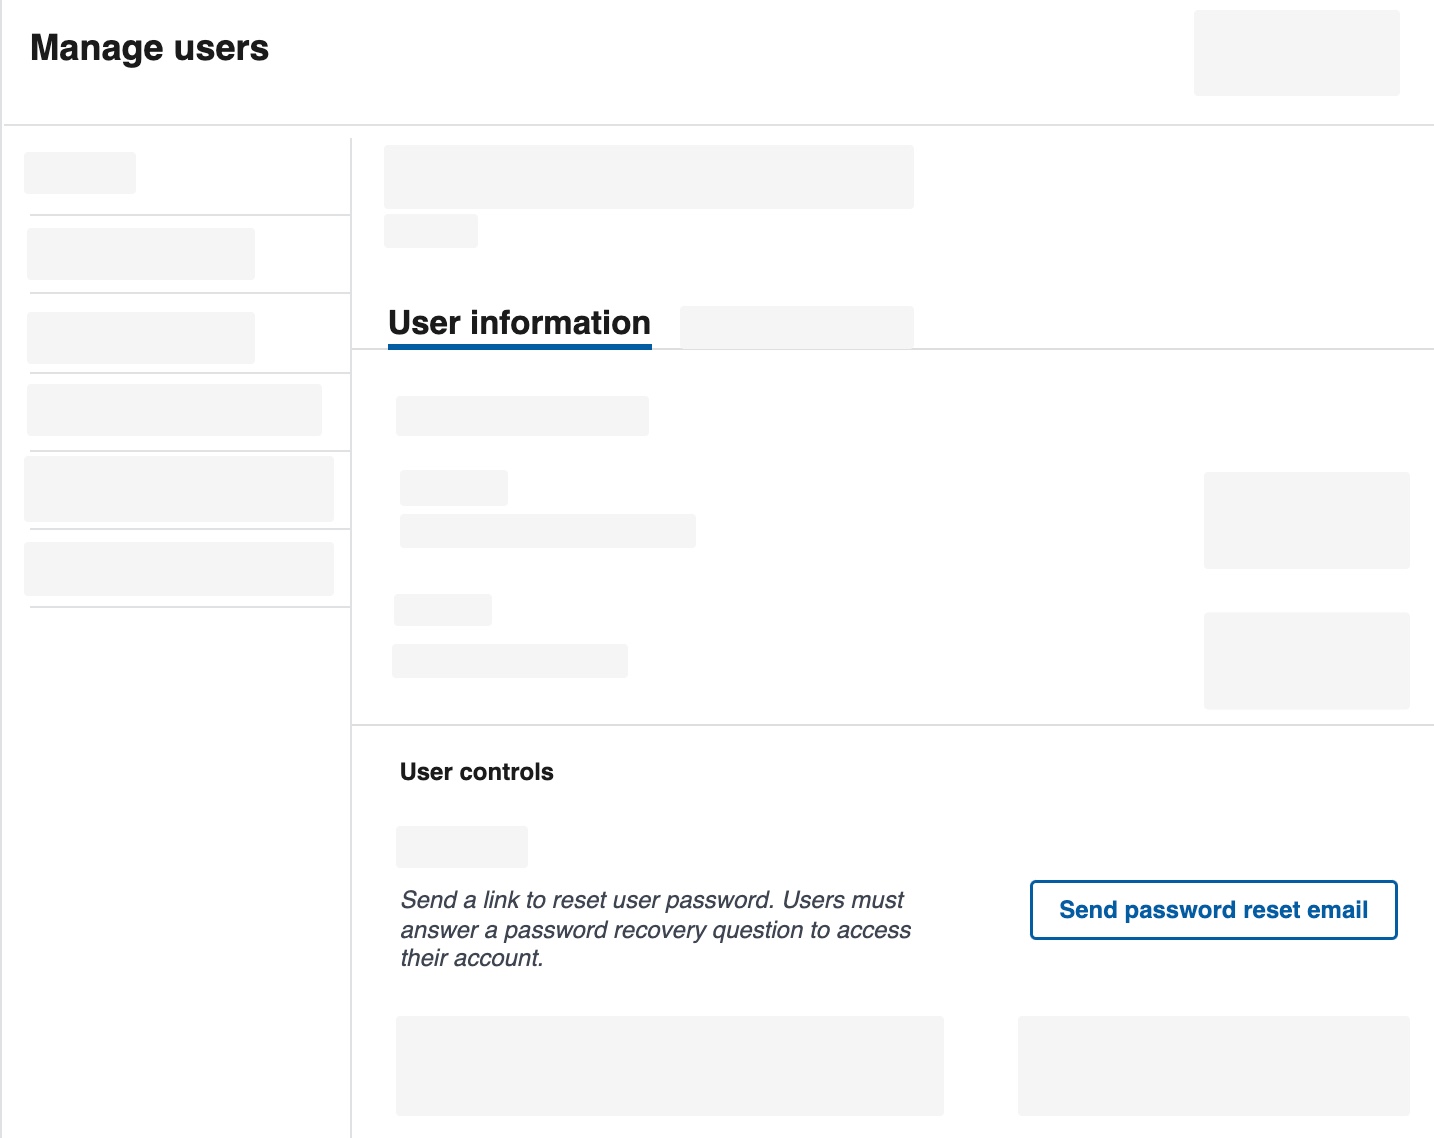 Manage users
User information
User controls
Send a link to reset user password. Users must
answer a password recovery question to access
their account.
Send password reset email